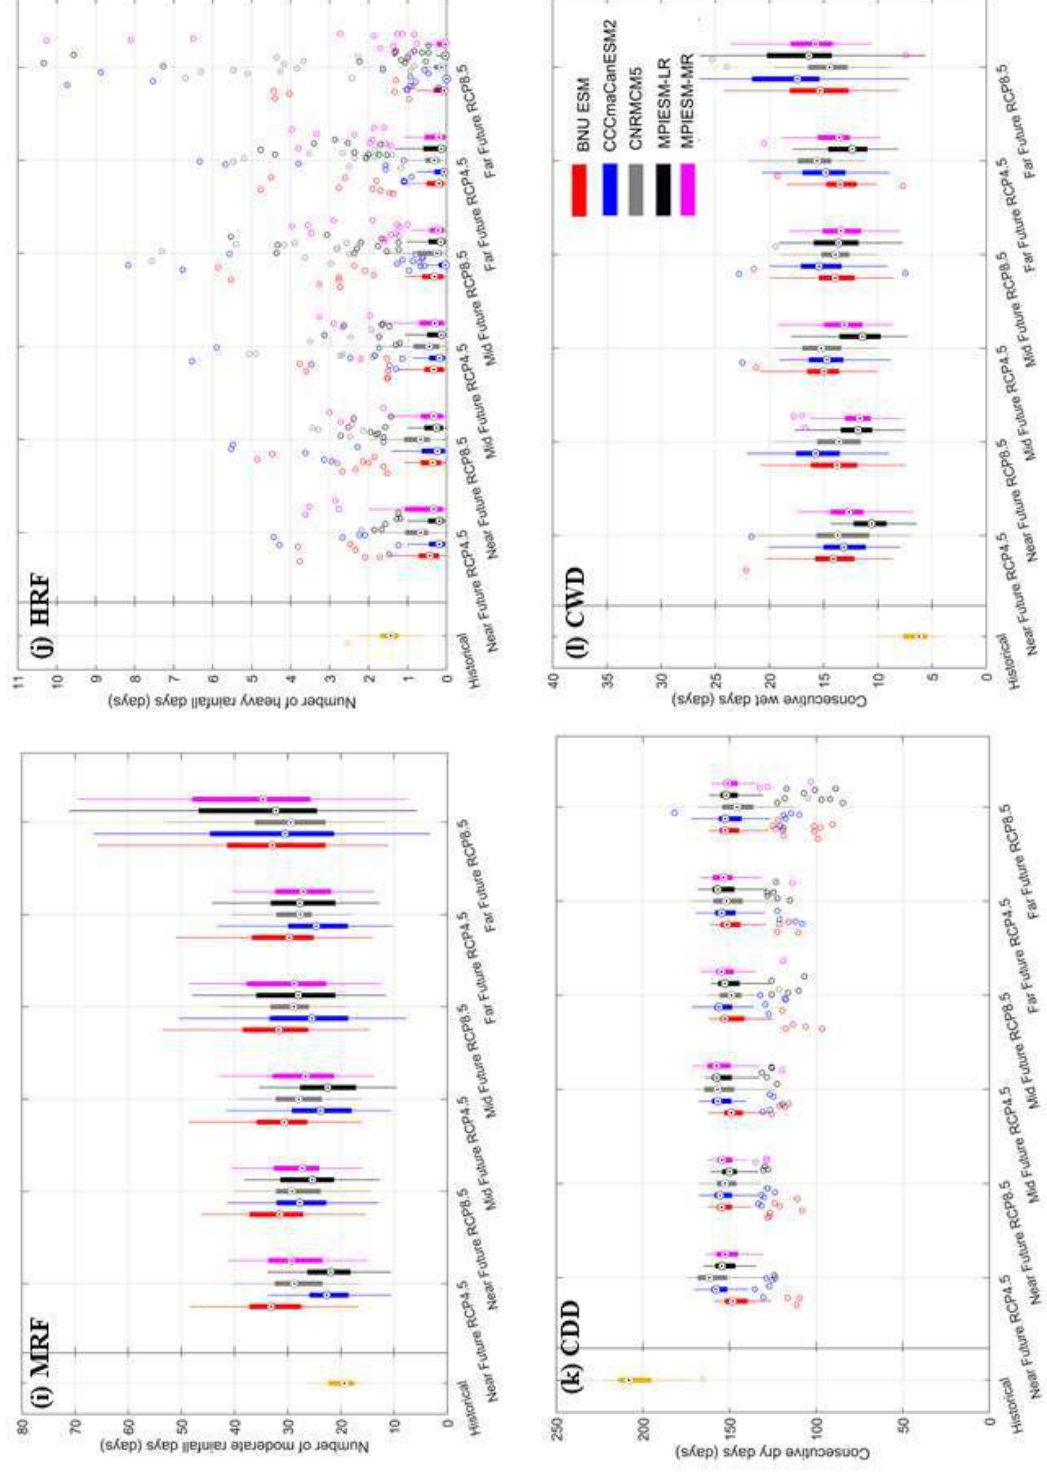 (i) MRF
Number of moderate rainfall days (days)
80
70
60
50
40
30
20
10
0
Historical
Near Future RCP4.5
Near Future RCP8.5
Mid Future RCP4.5
Mid Future RCP8.5
Far Future RCP4.5
Far Future RCP8.5
(j) HRF
Number of heavy rainfall days (days)
11
10
9
8
7
6
5
4
3
2
1
0
Historical
Near Future RCP4.5
Near Future RCP8.5
Mid Future RCP4.5
Mid Future RCP8.5
Far Future RCP4.5
Far Future RCP8.5
(k) CDD
Consecutive dry days (days)
250
200
150
100
50
0
Historical
Near Future RCP4.5
Near Future RCP8.5
Mid Future RCP4.5
Mid Future RCP8.5
Far Future RCP4.5
Far Future RCP8.5
(l) CWD
Consecutive wet days (days)
40
35
30
25
20
15
10
5
0
Historical
Near Future RCP4.5
Near Future RCP8.5
Mid Future RCP4.5
Mid Future RCP8.5
Far Future RCP4.5
Far Future RCP8.5
BNU ESM
CCCmaCanESM2
CNRMCM5
MPIESM-LR
MPIESM-MR